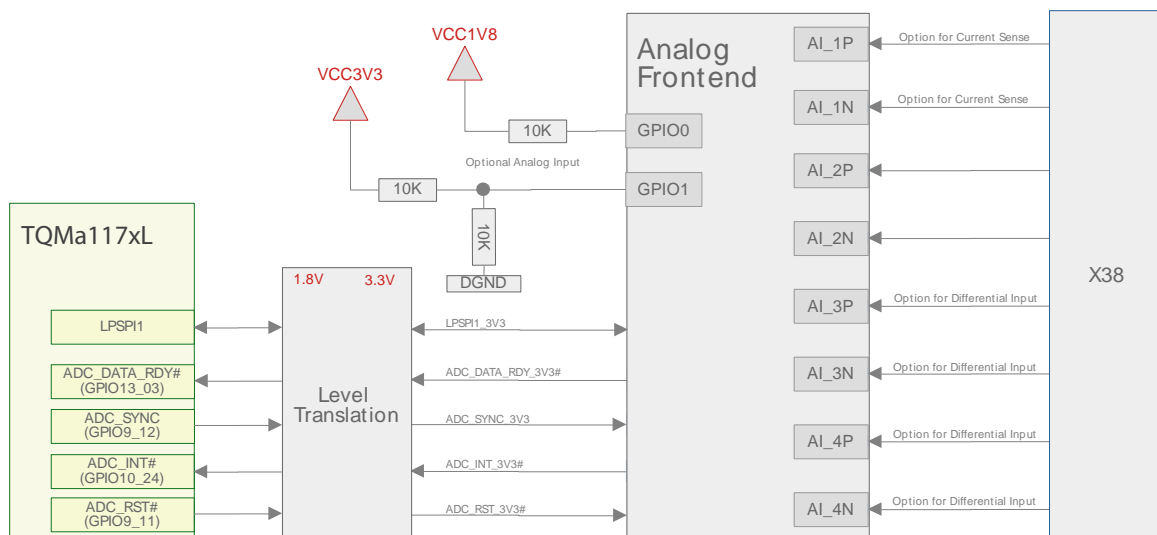 VCC1V8
VCC3V3
10K
Optional Analog Input
10K
10K
DGND
Analog
Frontend
GPIO0
GPIO1
AI_1P
AI_1N
AI_2P
AI_2N
AI_3P
AI_3N
AI_4P
AI_4N
Option for Current Sense
Option for Current Sense
Option for Differential Input
Option for Differential Input
Option for Differential Input
Option for Differential Input
X38
TQMa117xL
LPSPI1
ADC_DATA_RDY#
(GPIO13_03)
ADC_SYNC
(GPIO9_12)
ADC_INT#
(GPIO10_24)
ADC_RST#
(GPIO9_11)
1.8V 3.3V
Level
Translation
LPSPI1_3V3
ADC_DATA_RDY_3V3#
ADC_SYNC_3V3
ADC_INT_3V3#
ADC_RST_3V3#